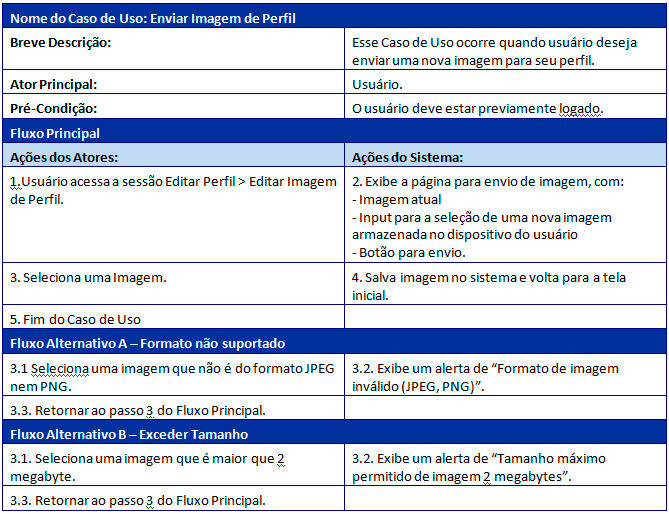 Nome do Caso de Uso: Enviar Imagem de Perfil
Breve Descrição:
Esse Caso de Uso ocorre quando usuário deseja
enviar uma nova imagem para seu perfil.
Ator Principal:
Usuário.
Pré-Condição:
O usuário deve estar previamente logado.
Fluxo Principal
Ações dos Atores:
Ações do Sistema:
1.Usuário acessa a sessão Editar Perfil > Editar Imagem
de Perfil.
2. Exibe a página para envio de imagem, com:
- Imagem atual
- Input para a seleção de uma nova imagem
armazenada no dispositivo do usuário
- Botão para envio.
3. Seleciona uma Imagem.
4. Salva imagem no sistema e volta para a tela
inicial.
5. Fim do Caso de Uso
Fluxo Alternativo A – Formato não suportado
3.1 Seleciona uma imagem que não é do formato JPEG
nem PNG.
3.2. Exibe um alerta de “Formato de imagem
inválido (JPEG, PNG)”.
3.3. Retornar ao passo 3 do Fluxo Principal.
Fluxo Alternativo B – Exceder Tamanho
3.1. Seleciona uma imagem que é maior que 2
megabyte.
3.2. Exibe um alerta de “Tamanho máximo
permitido de imagem 2 megabytes”.
3.3. Retornar ao passo 3 do Fluxo Principal.